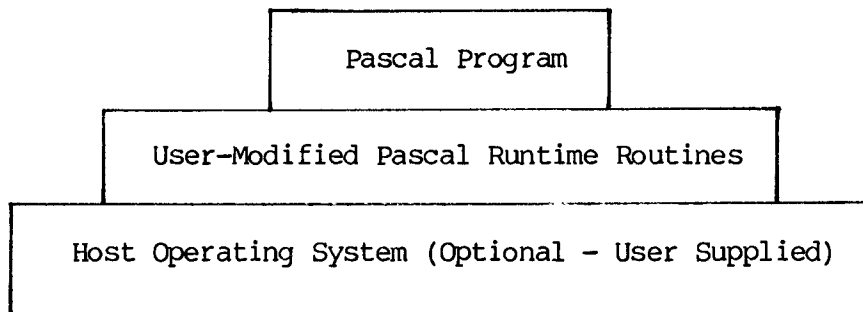 Pascal Program
User-Modified Pascal Runtime Routines
Host Operating System (Optional - User Supplied)